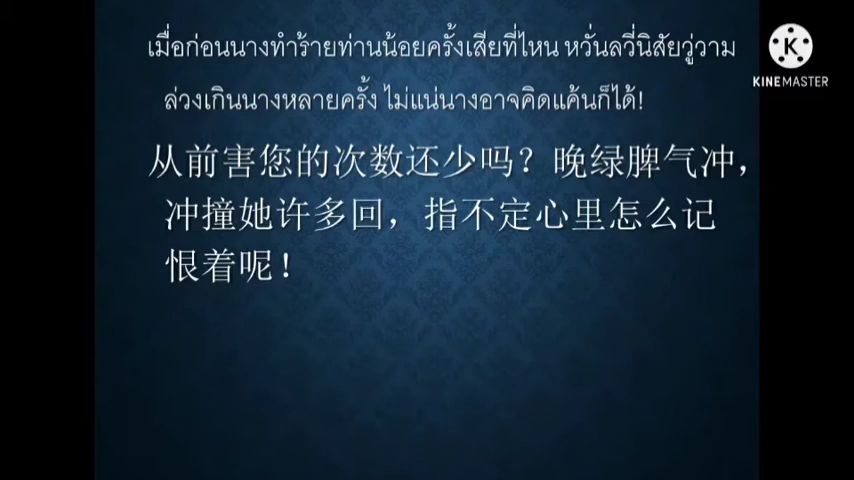 เมื่อก่อนนางทำร้ายท่านน้อยครั้งเสียที่ไหน หวั่นลวี่นิสัยวู่วาม
ล่วงเกินนางหลายครั้ง ไม่แน่นางอาจคิดแค้นก็ได้!
从前害您的次数还少吗？晚绿脾气冲，
冲撞她许多回，指不定心里怎么记
恨着呢！
K
KINEMASTER